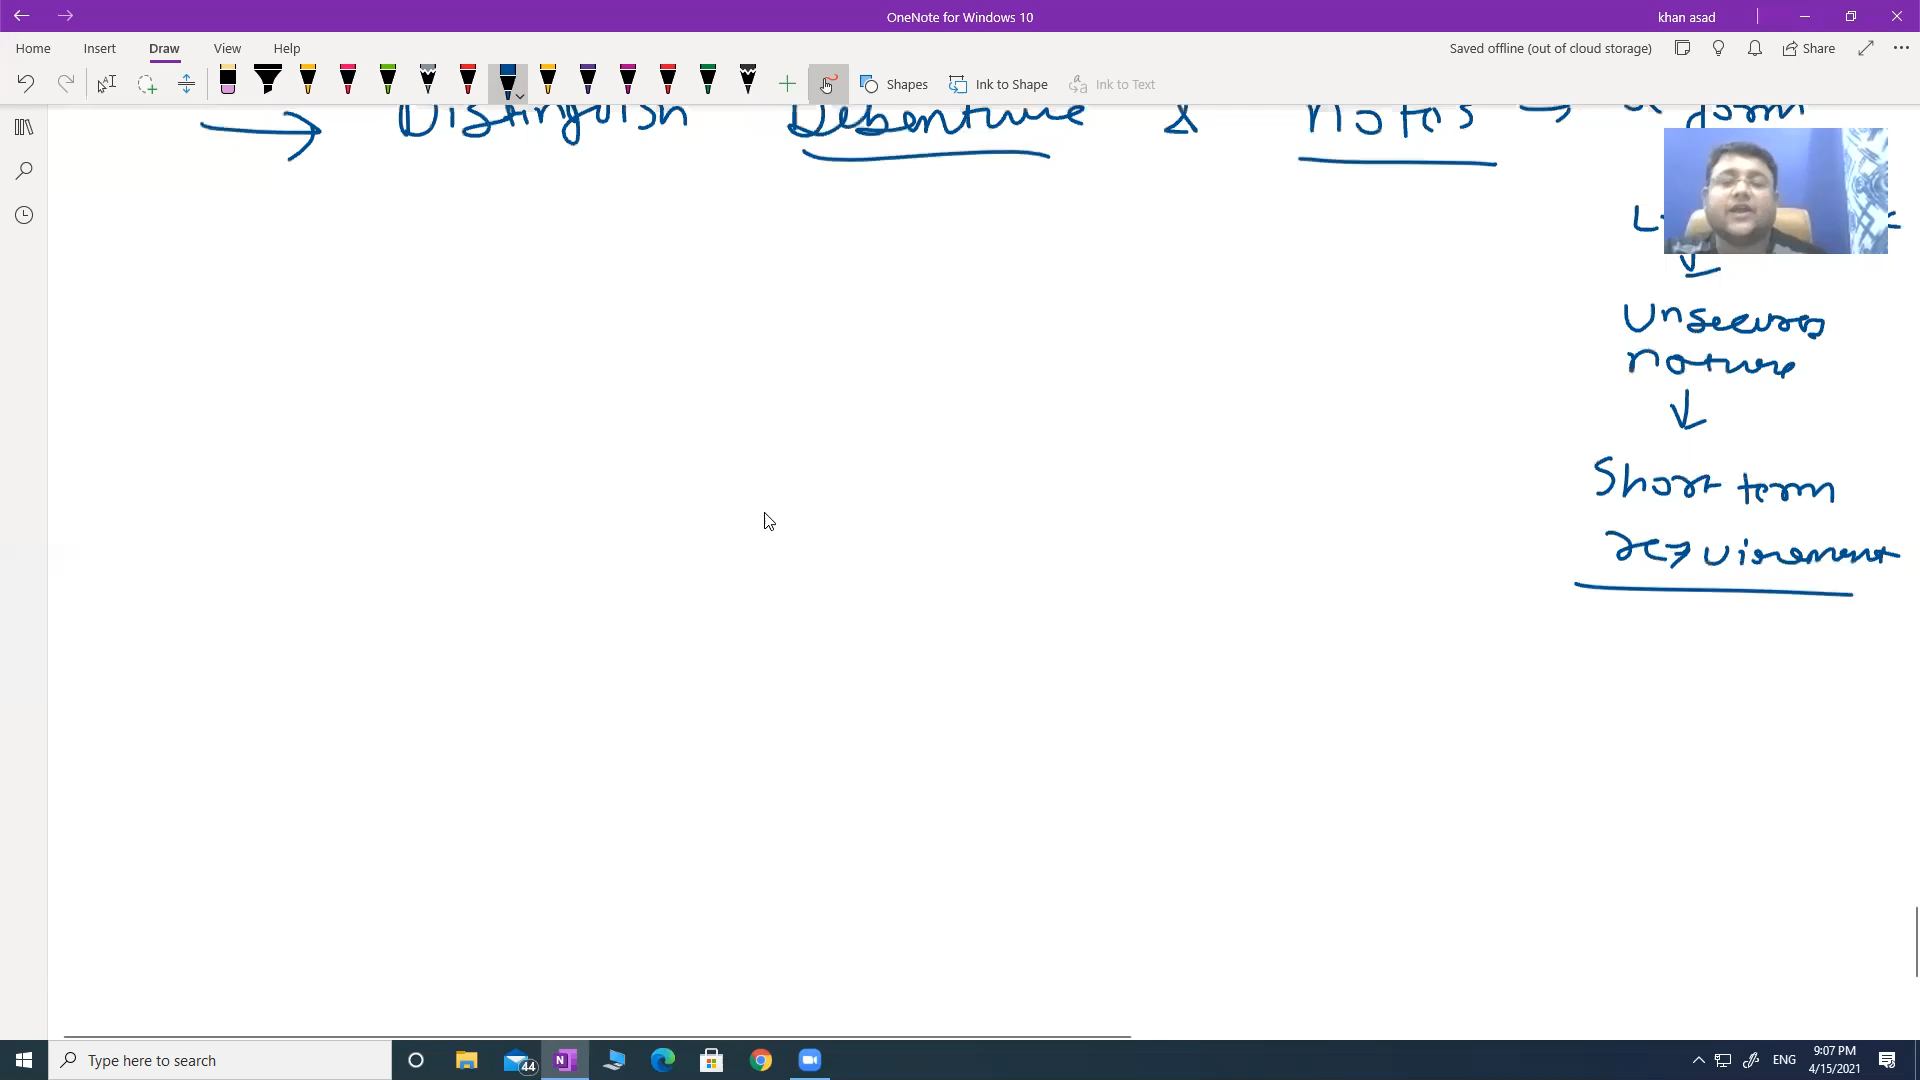 OneNote for Windows 10
khan asad
Home Insert Draw View Help
Saved offline (out of cloud storage)
Share
Shapes
Ink to Shape
Ink to Text
Distinguish Debenture & Notes → form
Unsecured
nature
Short term
requirement
Type here to search
44
ENG
9:07 PM
4/15/2021